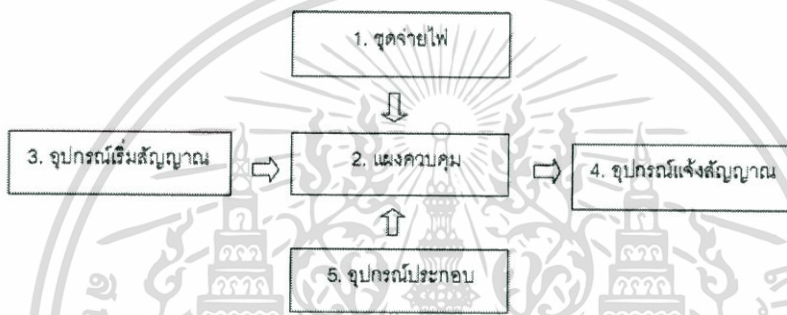 1. ชุดจ่ายไฟ
3. อุปกรณ์เริ่มสัญญาณ
2. แผงควบคุม
4. อุปกรณ์แจ้งสัญญาณ
5. อุปกรณ์ประกอบ